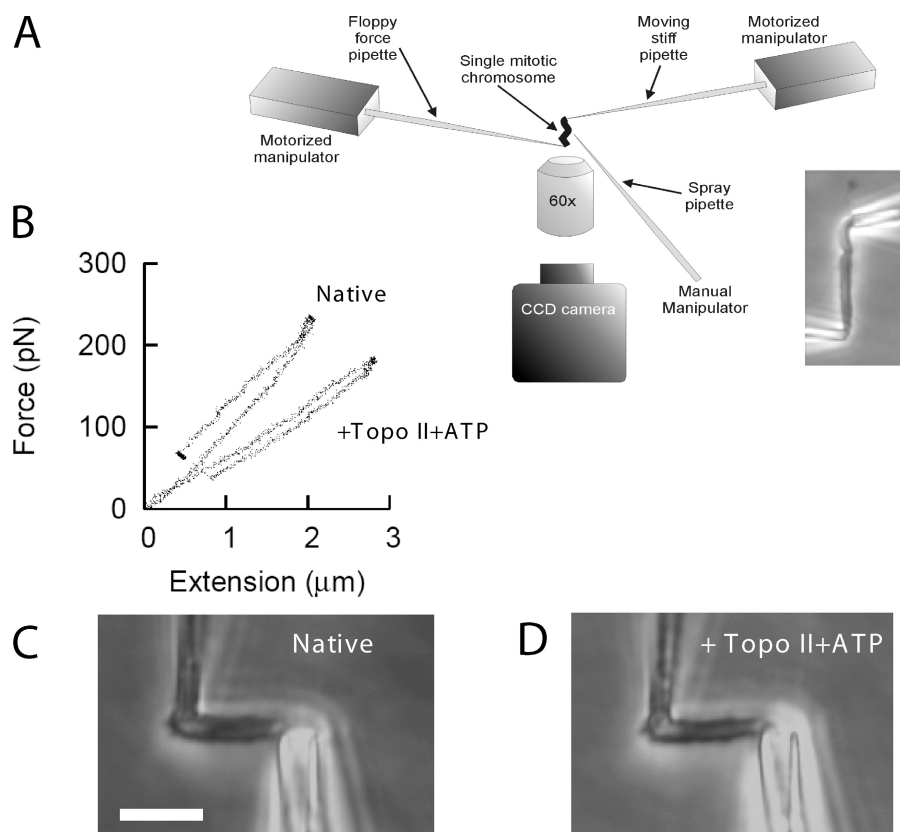 A
Floppy
force
pipette
Single mitotic
chromosome
Moving
stiff
pipette
Motorized
manipulator
Motorized
manipulator
60x
Spray
pipette
Manual
Manipulator
CCD camera
B
300
200
100
0
Force (pN)
Native
+Topo II+ATP
0 1 2 3
Extension (μm)
C
Native
D
+ Topo II+ATP